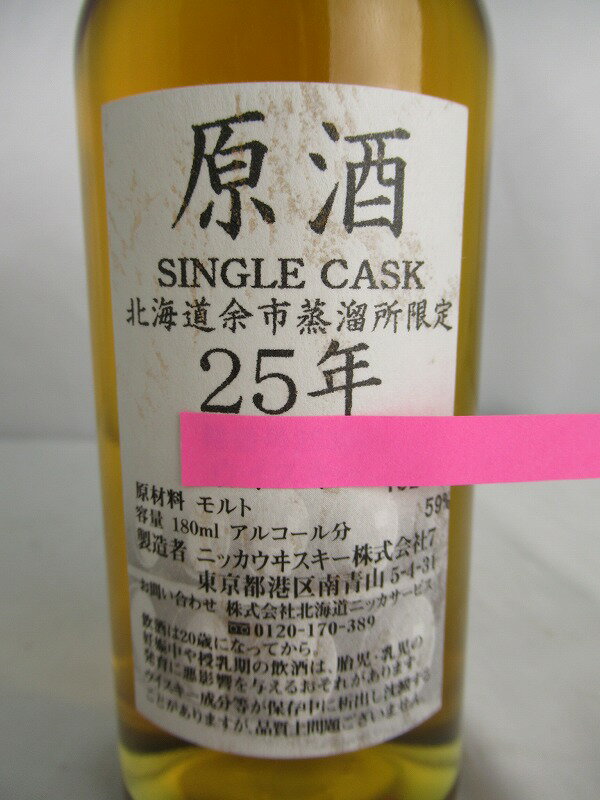 原酒
SINGLE CASK
北海道余市蒸溜所限定
25年
原材料 モルト
容量 180ml アルコール分 59%
製造者 ニッカウヰスキー株式会社7
東京都港区南青山5-4-31
お問い合わせ 株式会社北海道ニッカサービス
0120-170-389
飲酒は20歳になってから。
妊娠中や授乳期の飲酒は、胎児・乳児の
発育に悪影響を与えるおそれがあります。
ウイスキー成分等が保存中に析出し沈殿する
ことがありますが、品質上問題ございません。